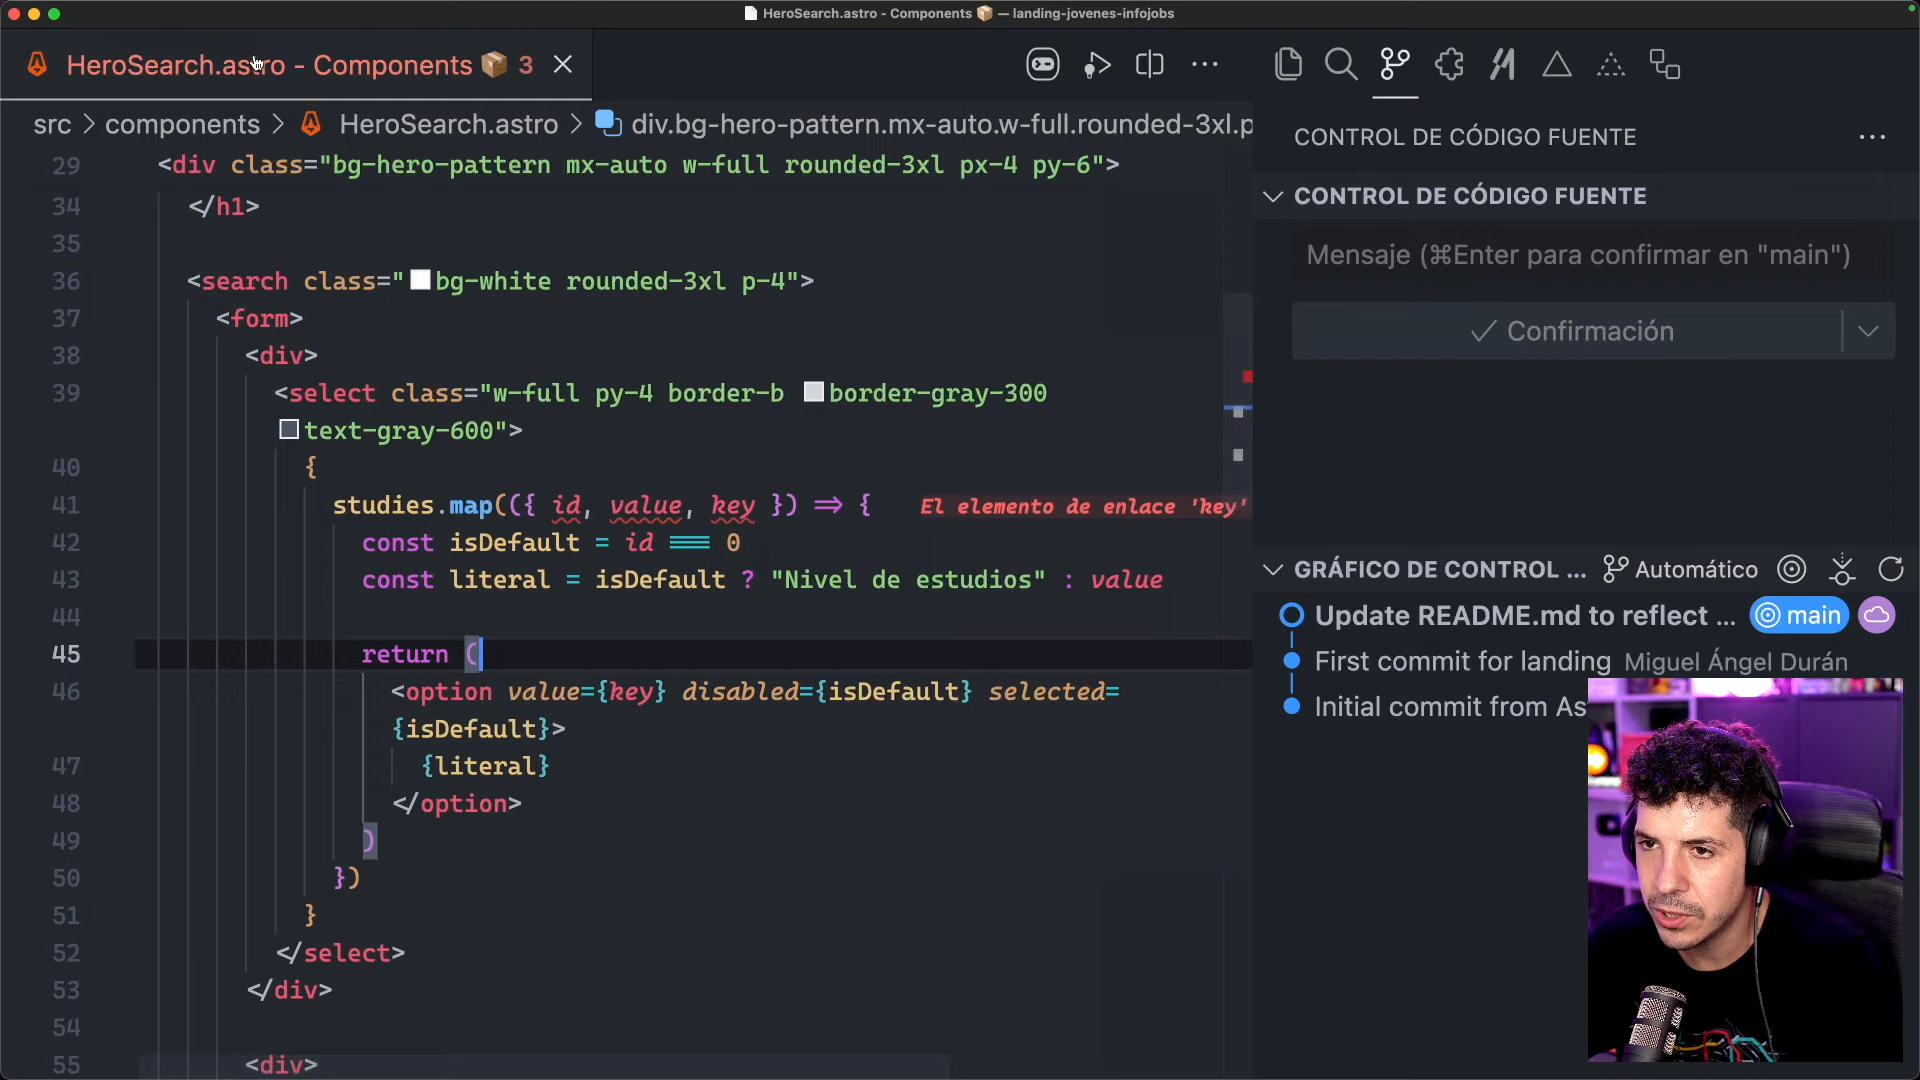 HeroSearch.astro - Components 📦 — landing-jovenes-infojobs
HeroSearch.astro - Components 📦 3
src > components > HeroSearch.astro > div.bg-hero-pattern.mx-auto.w-full.rounded-3xl.p
29 <div class="bg-hero-pattern mx-auto w-full rounded-3xl px-4 py-6">
34 </h1>
35
36 <search class="bg-white rounded-3xl p-4">
37 <form>
38 <div>
39 <select class="w-full py-4 border-b border-gray-300
text-gray-600">
40 {
41 studies.map(({ id, value, key }) => { El elemento de enlace 'key'
42 const isDefault = id === 0
43 const literal = isDefault ? "Nivel de estudios" : value
44
45 return (
46 <option value={key} disabled={isDefault} selected=
{isDefault}>
47 {literal}
48 </option>
49 )
50 })
51 }
52 </select>
53 </div>
54
55 <div>
CONTROL DE CÓDIGO FUENTE
CONTROL DE CÓDIGO FUENTE
Mensaje (⌘Enter para confirmar en "main")
Confirmación
GRÁFICO DE CONTROL ... Automático
Update README.md to reflect ... main
First commit for landing Miguel Ángel Durán
Initial commit from As